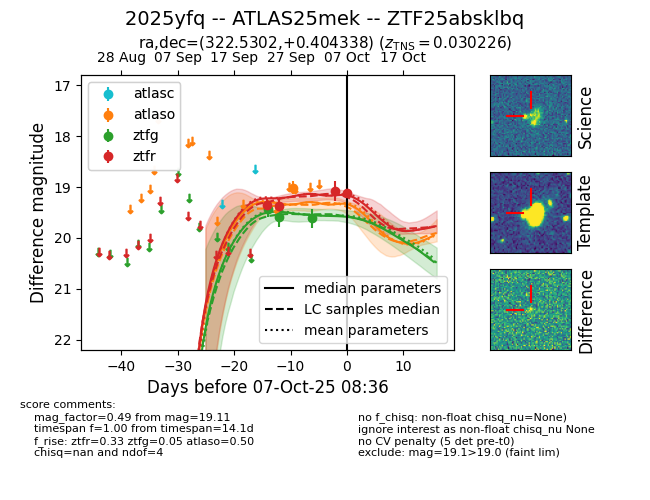 2025yfq -- ATLAS25mek -- ZTF25absklbq
ra,dec=(322.5302,+0.404338) (z_TNS = 0.030226)
28 Aug 07 Sep 17 Sep 27 Sep 07 Oct 17 Oct
atlasc
atlaso
ztfg
ztfr
17
18
19
20
21
22
Difference magnitude
median parameters
LC samples median
mean parameters
−40 −30 −20 −10 0 10
Days before 07-Oct-25 08:36
Science
Template
Difference
score comments:
mag_factor=0.49 from mag=19.11
timespan f=1.00 from timespan=14.1d
f_rise: ztfr=0.33 ztfg=0.05 atlaso=0.50
chisq=nan and ndof=4
no f_chisq: non-float chisq_nu=None)
ignore interest as non-float chisq_nu None
no CV penalty (5 det pre-t0)
exclude: mag=19.1>19.0 (faint lim)